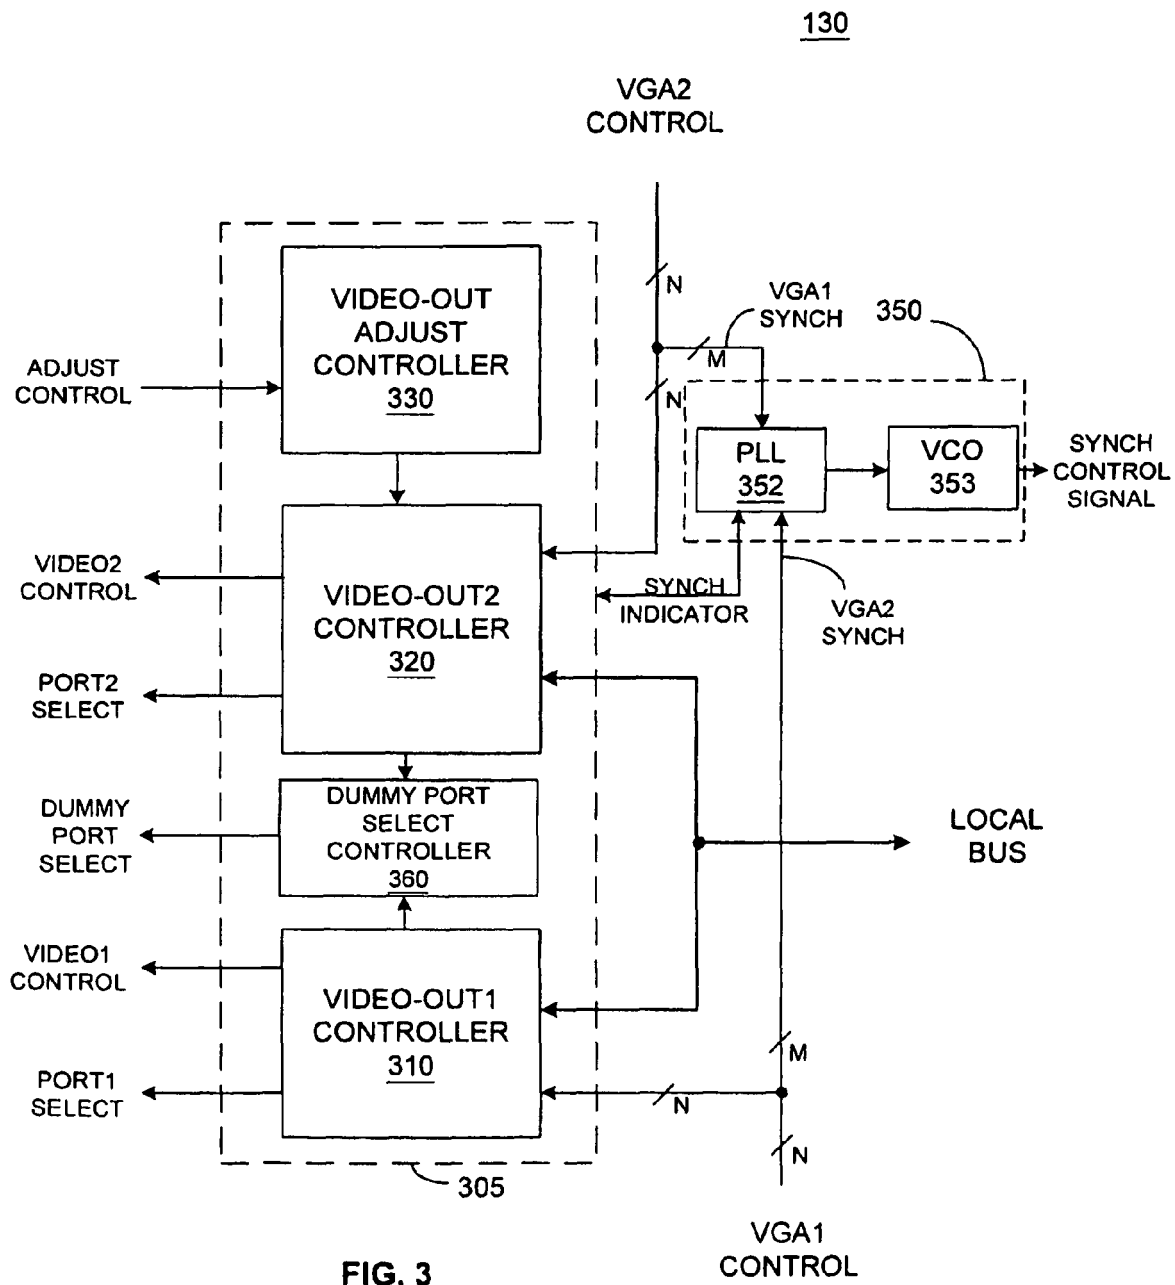 130
VGA2
CONTROL
N
VGA1
SYNCH
350
M
N
VIDEO-OUT
ADJUST
CONTROLLER
330
ADJUST
CONTROL
PLL
352
VCO
353
SYNCH
CONTROL
SIGNAL
VIDEO2
CONTROL
VIDEO-OUT2
CONTROLLER
320
SYNCH
INDICATOR
VGA2
SYNCH
PORT2
SELECT
DUMMY
PORT
SELECT
DUMMY PORT
SELECT
CONTROLLER
360
LOCAL
BUS
VIDEO1
CONTROL
VIDEO-OUT1
CONTROLLER
310
M
PORT1
SELECT
N
N
305
VGA1
CONTROL
FIG. 3